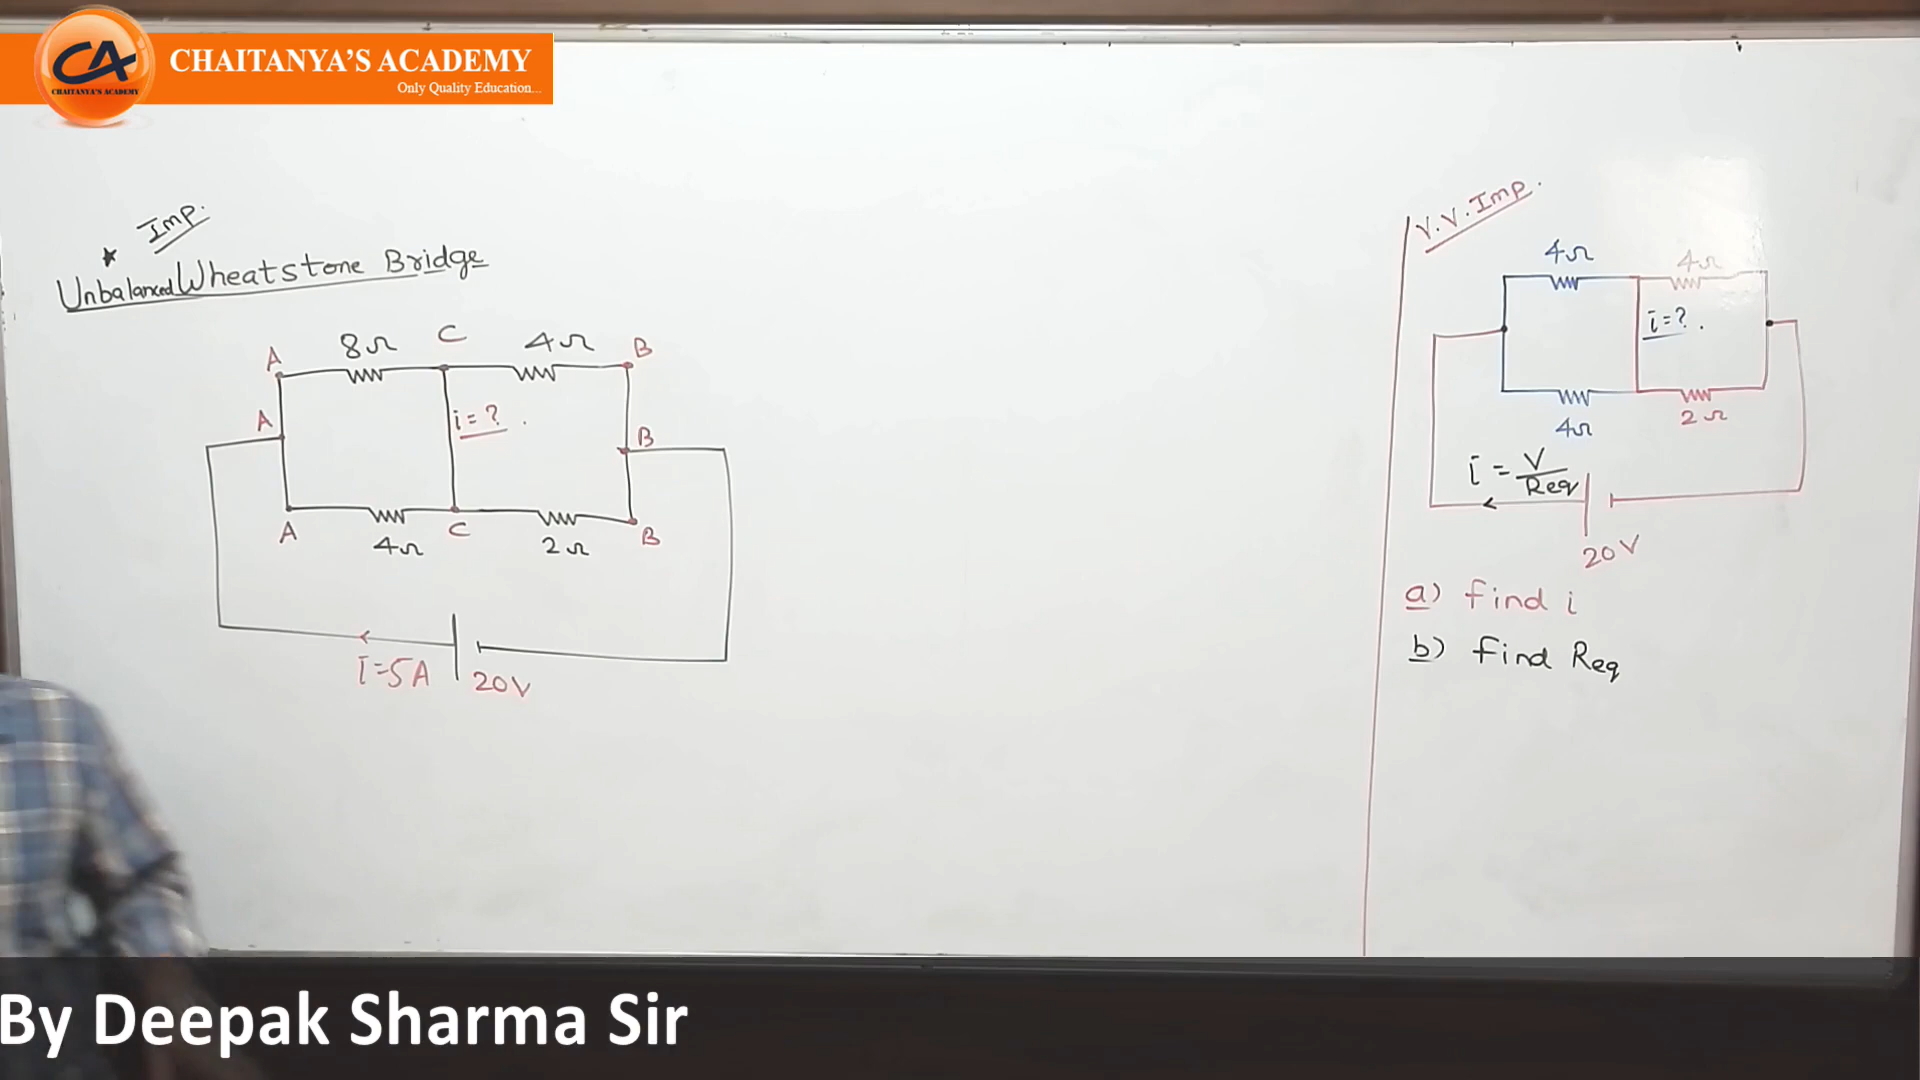 CA
CHAITANYA'S ACADEMY
CHAITANYA'S ACADEMY
Only Quality Education...
Imp.
Unbalanced Wheatstone Bridge
A 8Ω C 4Ω B
A i=? . B
A 4Ω C 2Ω B
I=5A 20V
V.V.Imp.
4Ω 4Ω
i=? .
4Ω 2Ω
I = V/Req
20V
a) find i
b) find Req
By Deepak Sharma Sir